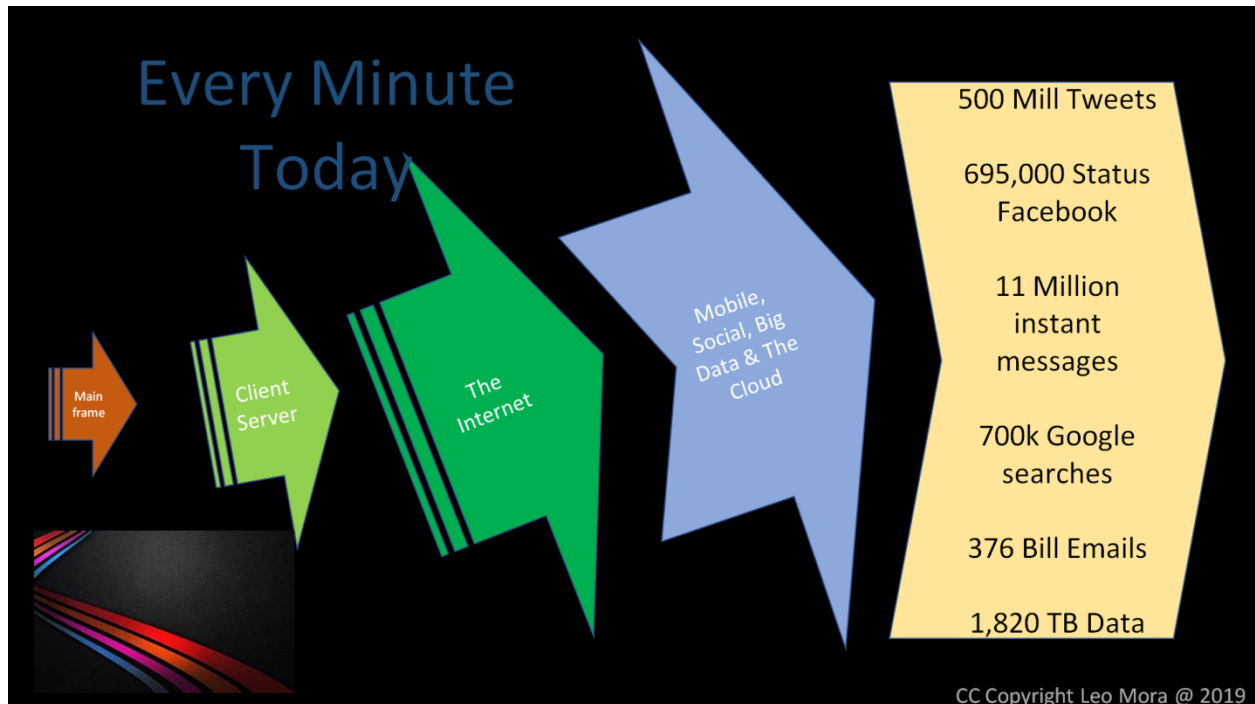 Every Minute
Today
Main
frame
Client
Server
The
Internet
Mobile,
Social, Big
Data & The
Cloud
500 Mill Tweets
695,000 Status
Facebook
11 Million
instant
messages
700k Google
searches
376 Bill Emails
1,820 TB Data
CC Copyright Leo Mora @ 2019